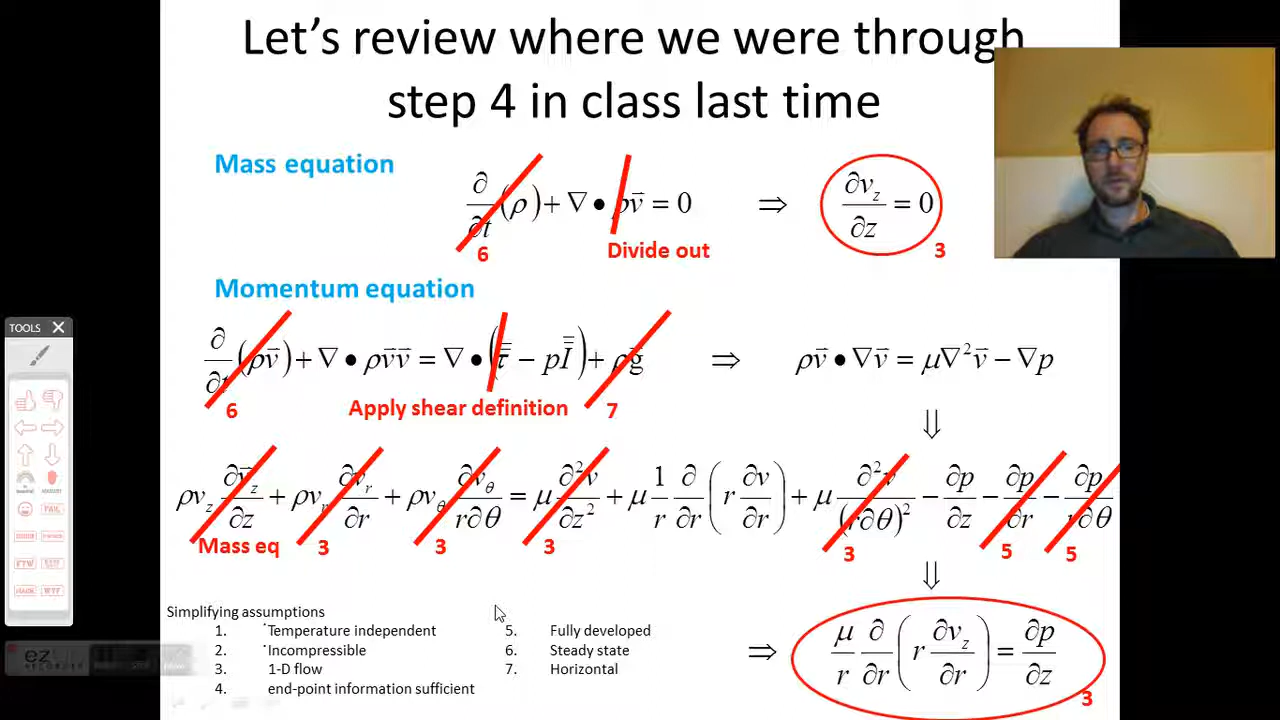 Let's review where we were through
step 4 in class last time
Mass equation
∂/∂t (ρ) + ∇ • ρv⃗ = 0 ⇒ ∂v_z/∂z = 0
6
Divide out
3
Momentum equation
∂/∂t (ρv⃗) + ∇ • ρv⃗v⃗ = ∇ • (τ̿ − pI̿) + ρg⃗ ⇒ ρv⃗ • ∇v⃗ = μ∇²v⃗ − ∇p
6
Apply shear definition
7
⇓
ρv_z ∂v⃗_z/∂z + ρv_r ∂v_r/∂r + ρv_θ ∂v_θ/r∂θ = μ ∂²v/∂z² + μ 1/r ∂/∂r (r ∂v/∂r) + μ ∂²v/(r∂θ)² − ∂p/∂z − ∂p/∂r − ∂p/r∂θ
Mass eq
3
3
3
3
5
5
⇓
TOOLS
FAIL
FTW
WTF
Simplifying assumptions
1. Temperature independent
2. Incompressible
3. 1-D flow
4. end-point information sufficient
5. Fully developed
6. Steady state
7. Horizontal
⇒ μ/r ∂/∂r (r ∂v_z/∂r) = ∂p/∂z
3